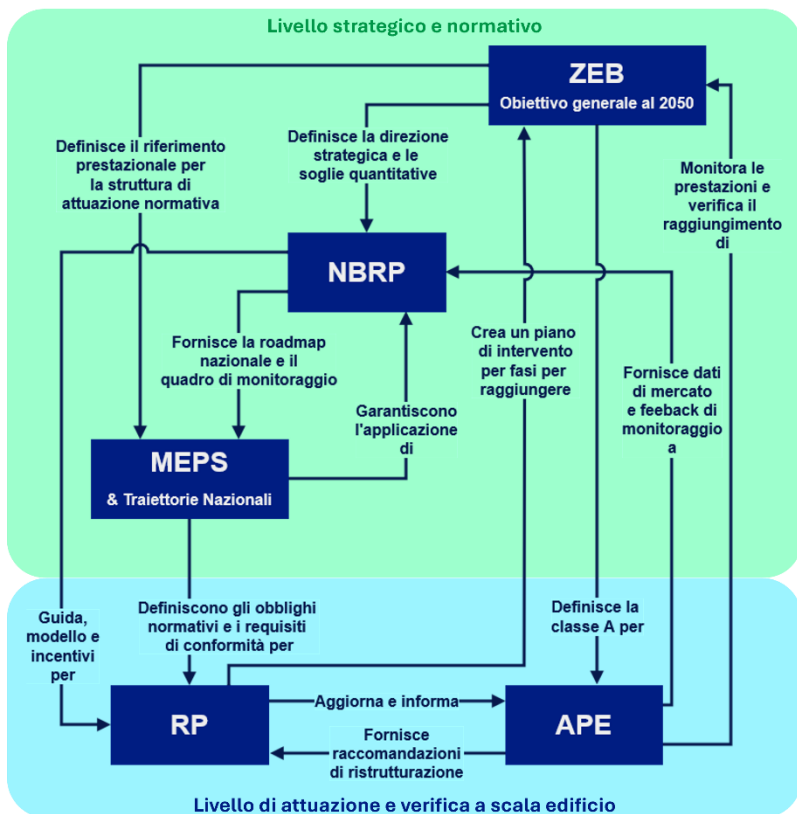 Livello strategico e normativo
ZEB
Obiettivo generale al 2050
Definisce il riferimento
prestazionale per
la struttura di
attuazione normativa
Definisce la direzione
strategica e le
soglie quantitative
Monitora le
prestazioni e
verifica il
raggiungimento
di
NBRP
Fornisce la roadmap
nazionale e il
quadro di monitoraggio
Crea un piano
di intervento
per fasi per
raggiungere
Fornisce dati
di mercato
e feeback di
monitoraggio
a
Garantiscono
l'applicazione
di
MEPS
& Traiettorie Nazionali
Guida,
modello e
incentivi
per
Definiscono gli obblighi
normativi e i requisiti
di conformità per
Definisce la
classe A per
RP
Aggiorna e informa
APE
Fornisce
raccomandazioni
di ristrutturazione
Livello di attuazione e verifica a scala edificio